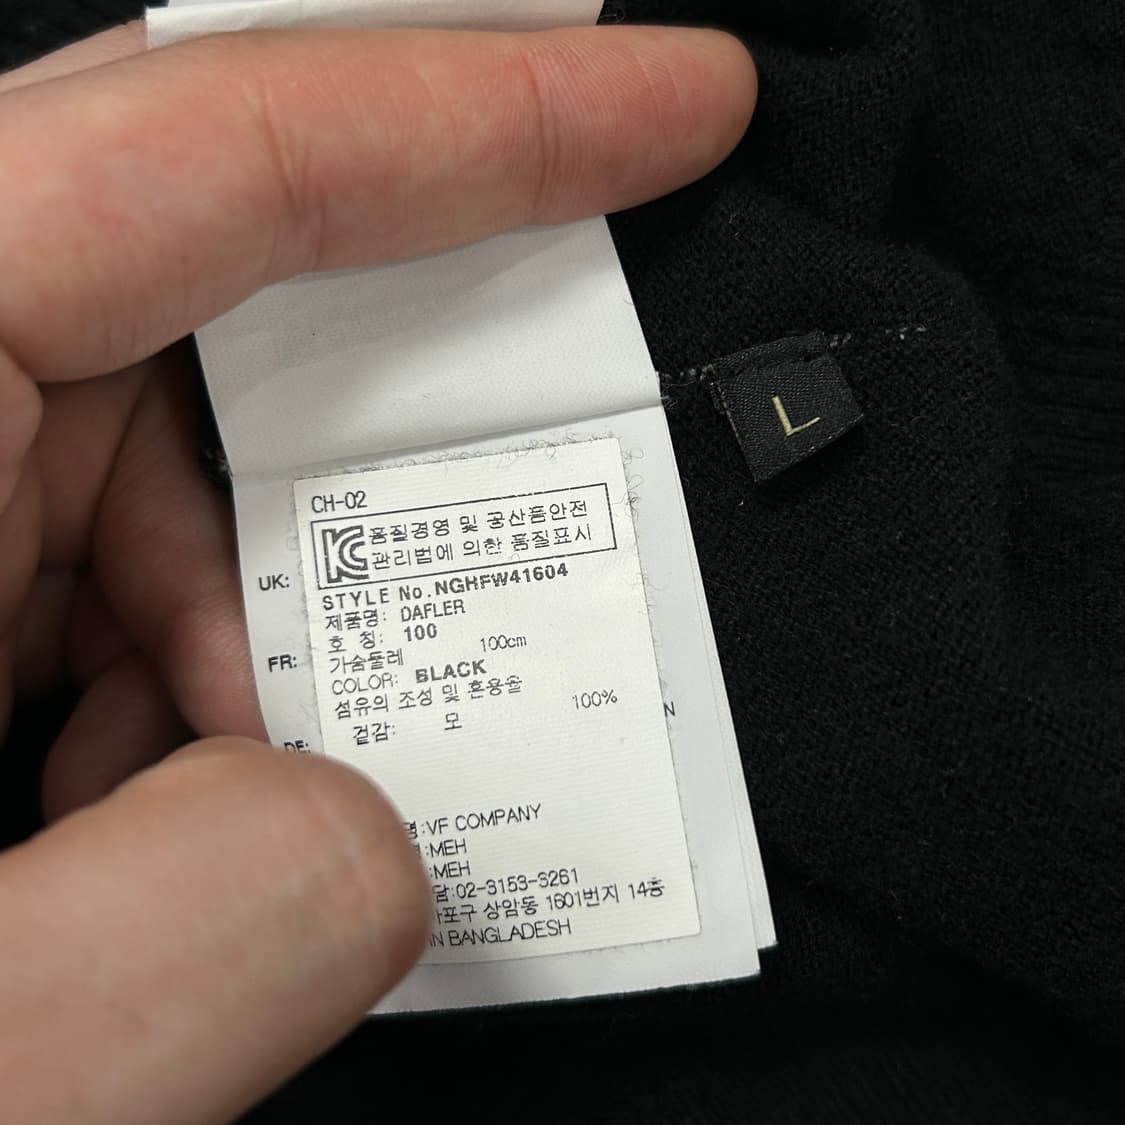 CH-02
KC 품질경영 및 공산품안전
관리법에 의한 품질표시
UK:
STYLE No.NGHFW41604
제품명: DAFLER
호 칭: 100
FR:
가슴둘레 100cm
COLOR: BLACK
섬유의 조성 및 혼용율
겉감: 모 100%
DE:
N
명:VF COMPANY
:MEH
:MEH
담:02-3153-3261
포구 상암동 1601번지 14층
IN BANGLADESH
L